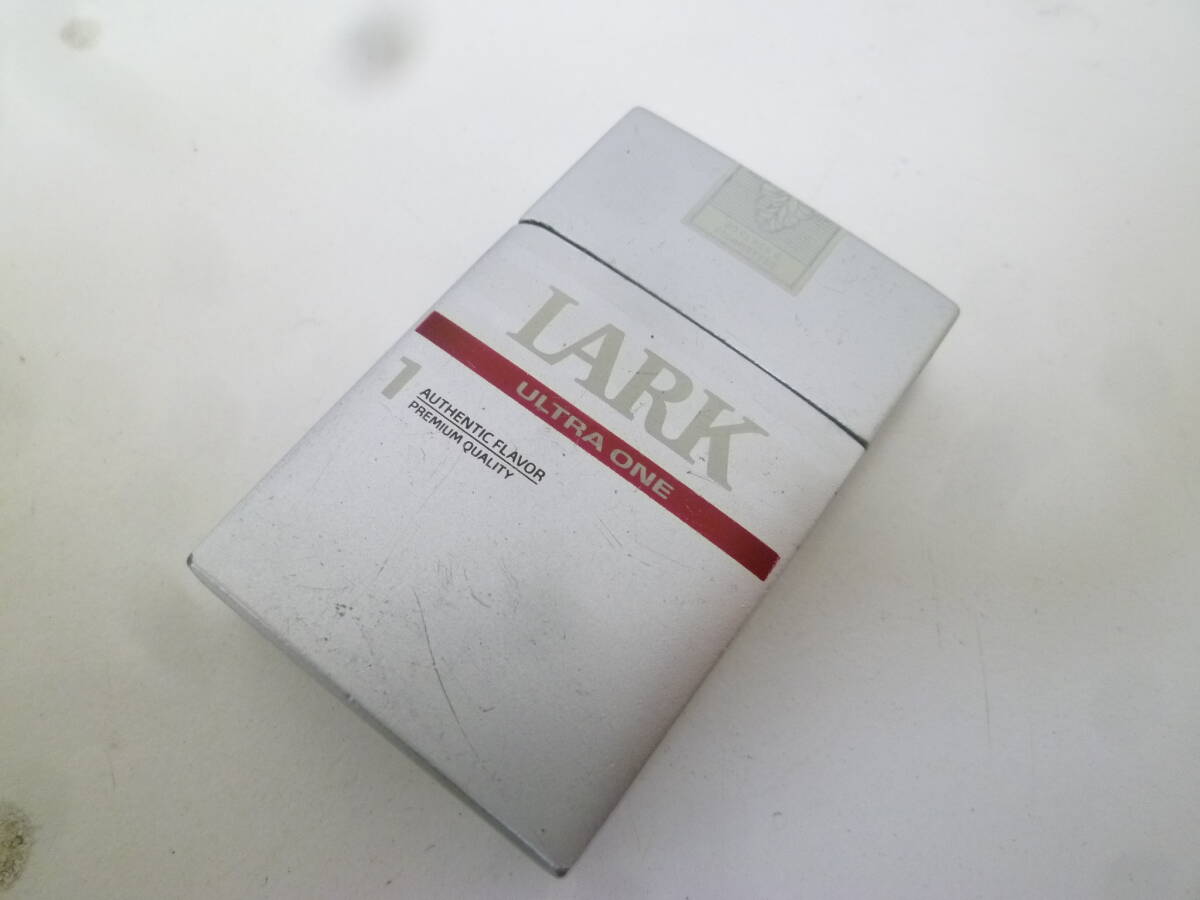 LARK
ULTRA ONE
1
AUTHENTIC FLAVOR
PREMIUM QUALITY